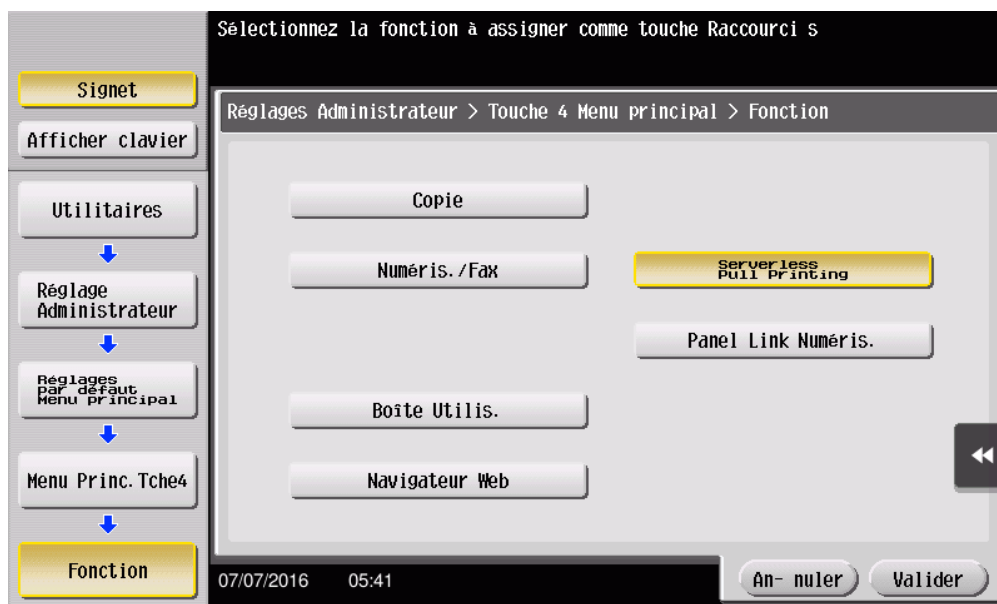 Sélectionnez la fonction à assigner comme touche Raccourci s
Signet
Afficher clavier
Utilitaires
Réglage
Administrateur
Réglages
par défaut
Menu principal
Menu Princ.Tche4
Fonction
Réglages Administrateur > Touche 4 Menu principal > Fonction
Copie
Numéris./Fax
Serverless
Pull Printing
Panel Link Numéris.
Boîte Utilis.
Navigateur Web
07/07/2016 05:41
An- nuler
Valider